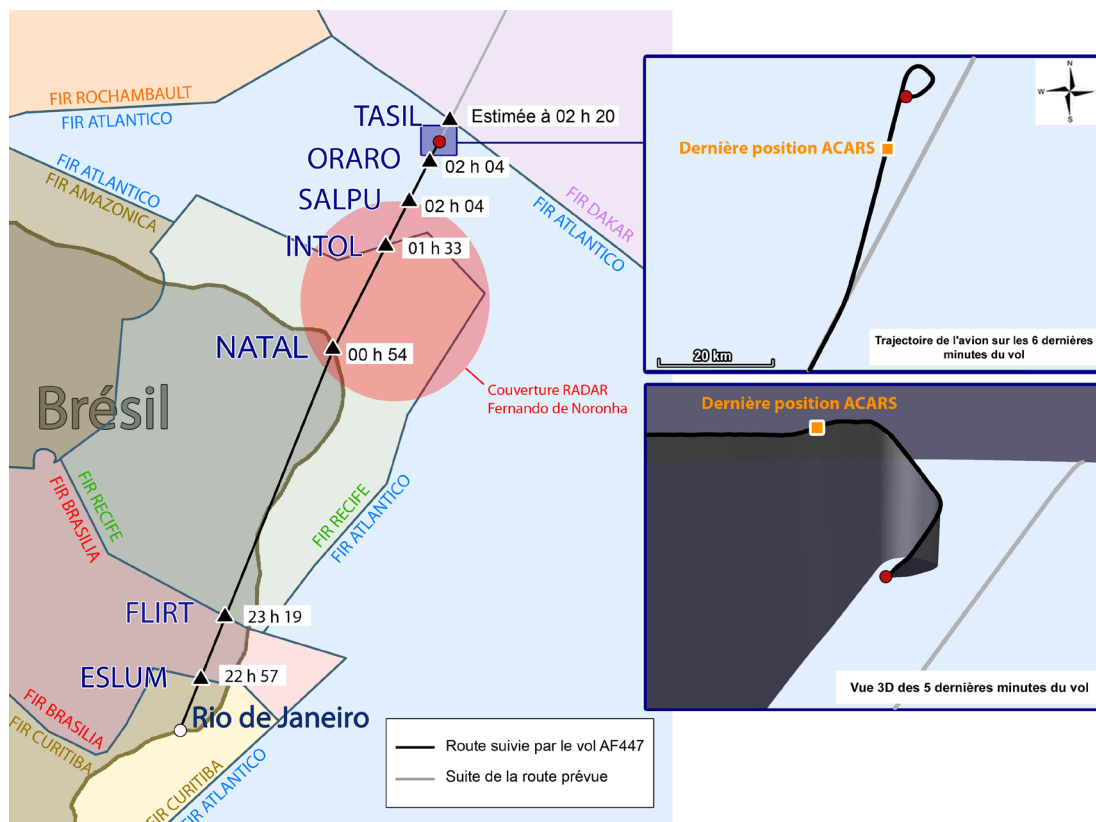 FIR ROCHAMBAULT
FIR ATLANTICO
TASIL
Estimée à 02 h 20
ORARO
02 h 04
SALPU
02 h 04
FIR ATLANTICO
FIR AMAZONICA
FIR DAKAR
FIR ATLANTICO
INTOL
01 h 33
NATAL
00 h 54
Couverture RADAR
Fernando de Noronha
Brésil
FIR RECIFE
FIR BRASILIA
FIR RECIFE
FIR ATLANTICO
FLIRT
23 h 19
ESLUM
22 h 57
Rio de Janeiro
FIR BRASILIA
FIR CURITIBA
FIR CURITIBA
FIR ATLANTICO
Route suivie par le vol AF447
Suite de la route prévue
N
W
E
S
Dernière position ACARS
20 km
Trajectoire de l'avion sur les 6 dernières
minutes du vol
Dernière position ACARS
Vue 3D des 5 dernières minutes du vol